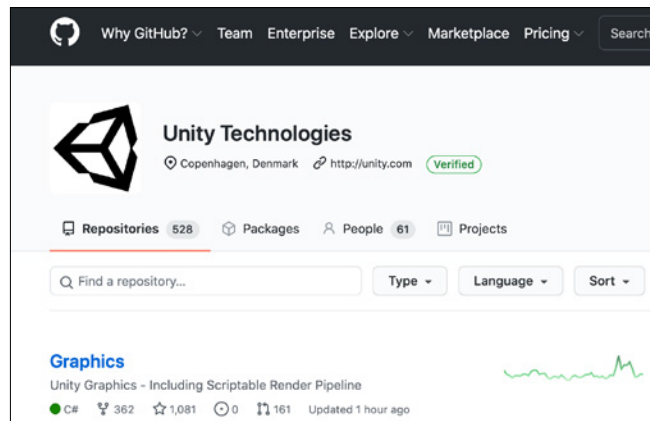 Why GitHub? Team Enterprise Explore Marketplace Pricing Search
Unity Technologies
Copenhagen, Denmark http://unity.com Verified
Repositories 528 Packages People 61 Projects
Find a repository... Type Language Sort
Graphics
Unity Graphics - Including Scriptable Render Pipeline
C# 362 1,081 0 161 Updated 1 hour ago